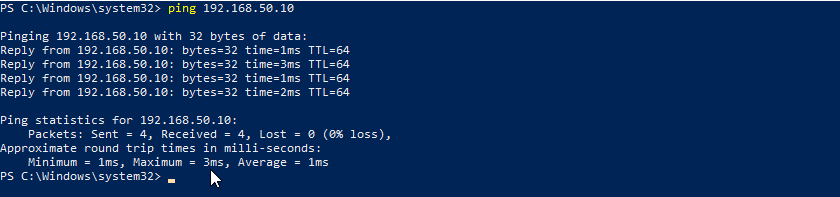 PS C:\Windows\system32> ping 192.168.50.10
Pinging 192.168.50.10 with 32 bytes of data:
Reply from 192.168.50.10: bytes=32 time=1ms TTL=64
Reply from 192.168.50.10: bytes=32 time=3ms TTL=64
Reply from 192.168.50.10: bytes=32 time=1ms TTL=64
Reply from 192.168.50.10: bytes=32 time=2ms TTL=64
Ping statistics for 192.168.50.10:
    Packets: Sent = 4, Received = 4, Lost = 0 (0% loss),
Approximate round trip times in milli-seconds:
    Minimum = 1ms, Maximum = 3ms, Average = 1ms
PS C:\Windows\system32>